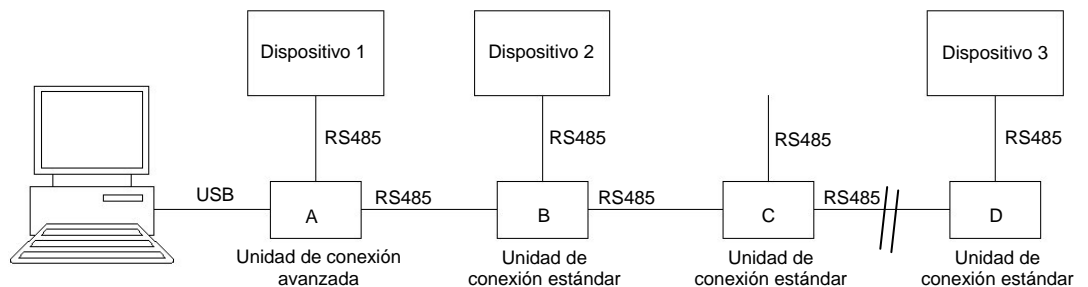 Dispositivo 1
Dispositivo 2
Dispositivo 3
RS485
RS485
RS485
RS485
USB
RS485
RS485
RS485
A
B
C
D
Unidad de conexión
avanzada
Unidad de
conexión estándar
Unidad de
conexión estándar
Unidad de
conexión estándar